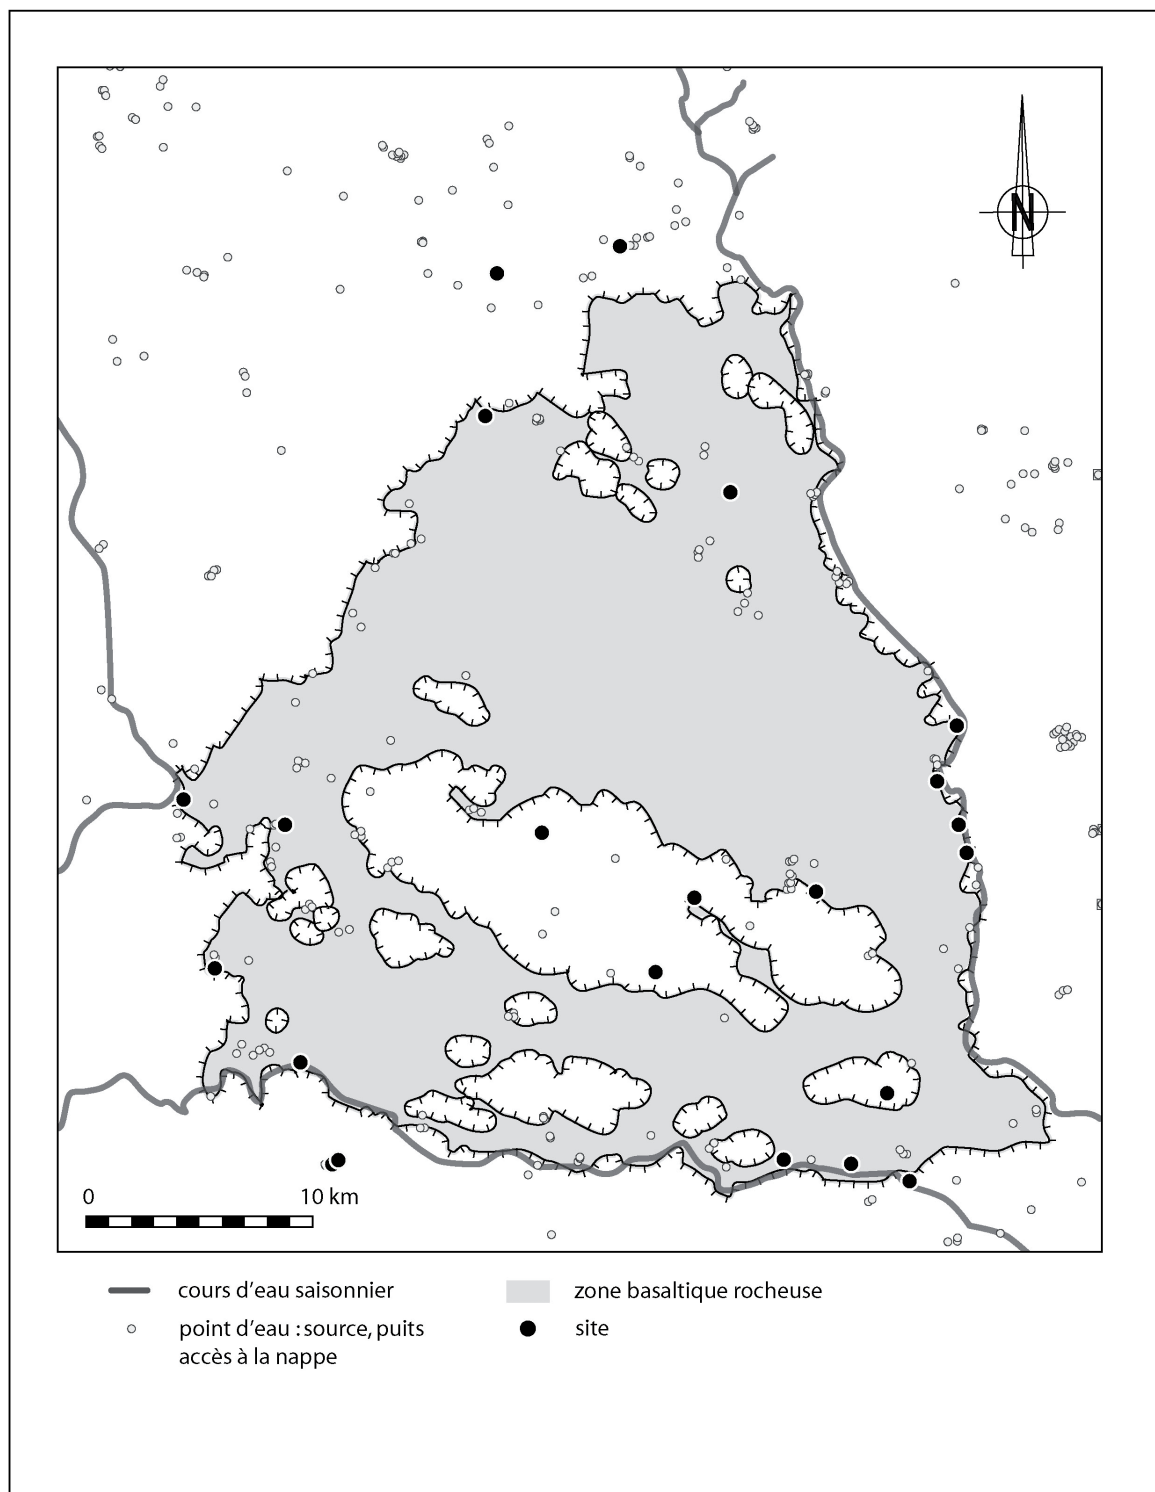 N
0 10 km
cours d'eau saisonnier
zone basaltique rocheuse
point d'eau : source, puits
accès à la nappe
site